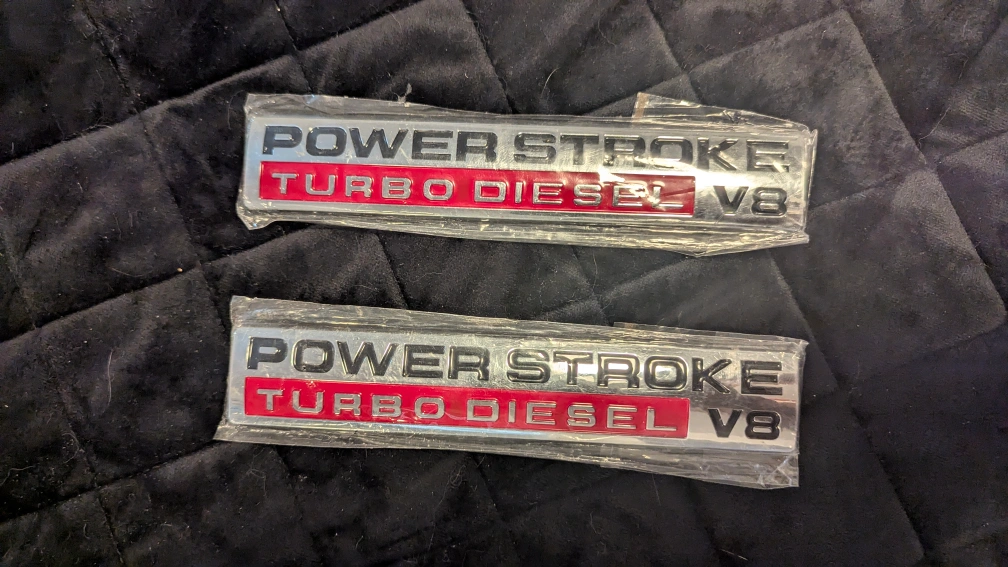 POWER STROKE
TURBO DIESEL V8
POWER STROKE
TURBO DIESEL V8